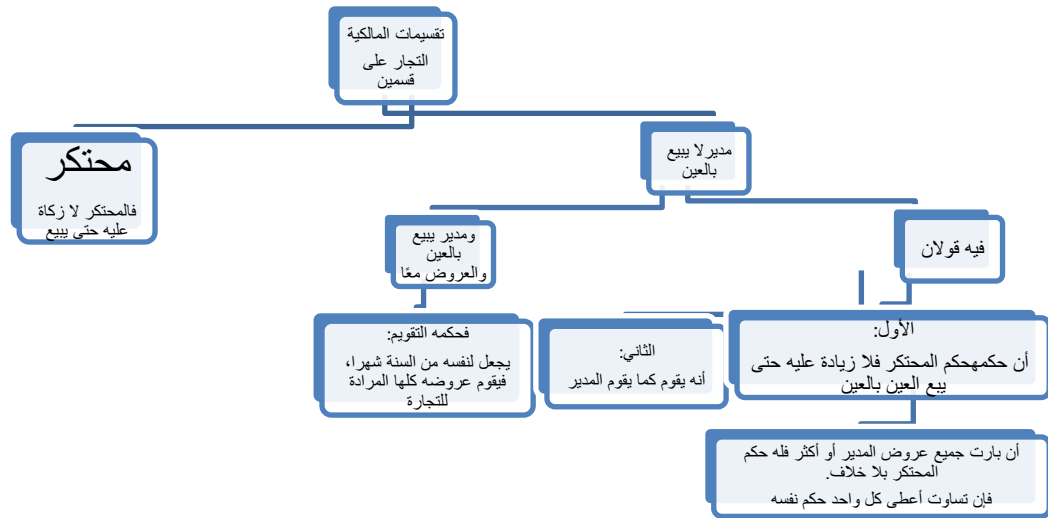 تقسيمات المالكية
التجار على
قسمين
مديرلا يبيع
بالعين
محتكر
فالمحتكر لا زكاة
عليه حتى يبيع
فيه قولان
ومدير يبيع
بالعين
والعروض معًا
الأول:
أن حكمهحكم المحتكر فلا زيادة عليه حتى
يبع العين بالعين
الثاني:
أنه يقوم كما يقوم المدير
فحكمه التقويم:
يجعل لنفسه من السنة شهرا،
فيقوم عروضه كلها المرادة
للتجارة
أن بارت جميع عروض المدير أو أكثر فله حكم
المحتكر بلا خلاف.
فإن تساوت أعطى كل واحد حكم نفسه